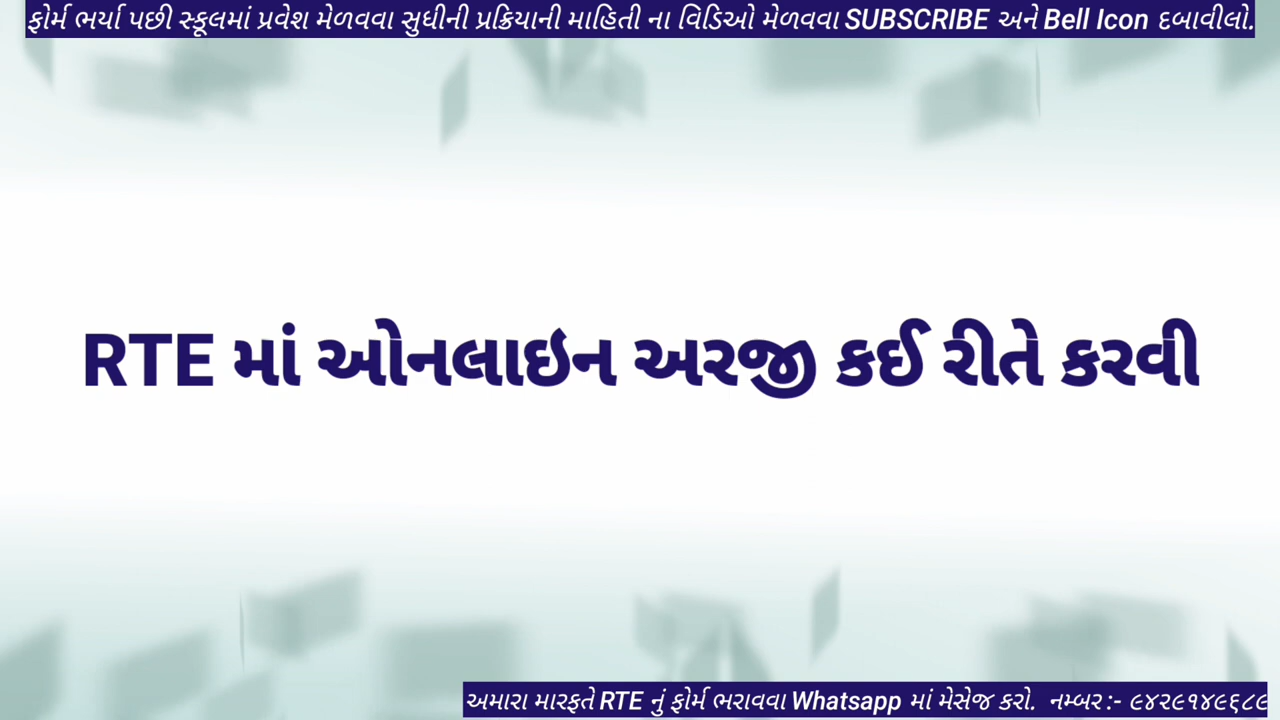 ફોર્મ ભર્યા પછી સ્કૂલમાં પ્રવેશ મેળવવા સુધીની પ્રક્રિયાની માહિતી ના વિડિઓ મેળવવા SUBSCRIBE અને Bell Icon દબાવીલો.
RTE માં ઓનલાઇન અરજી કઈ રીતે કરવી
અમારા મારફતે RTE નું ફોર્મ ભરાવવા Whatsapp માં મેસેજ કરો. નમ્બર :- ૯૪૨૯૧૪૯૬૮૯